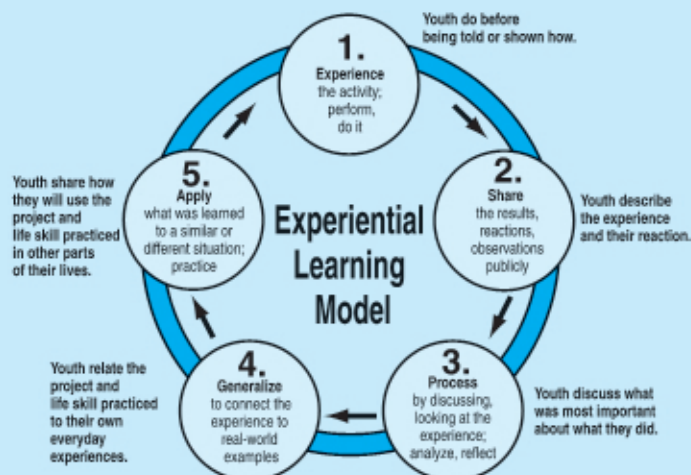 1.
Experience
the activity;
perform,
do it
Youth do before
being told or shown how.
2.
Share
the results,
reactions,
observations
publicly
Youth describe
the experience
and their reaction.
3.
Process
by discussing,
looking at the
experience;
analyze, reflect
Youth discuss what
was most important
about what they did.
4.
Generalize
to connect the
experience to
real-world
examples
Youth relate the
project and
life skill practiced
to their own
everyday
experiences.
5.
Apply
what was learned
to a similar or
different situation;
practice
Youth share how
they will use the
project and
life skill practiced
in other parts
of their lives.
Experiential
Learning
Model